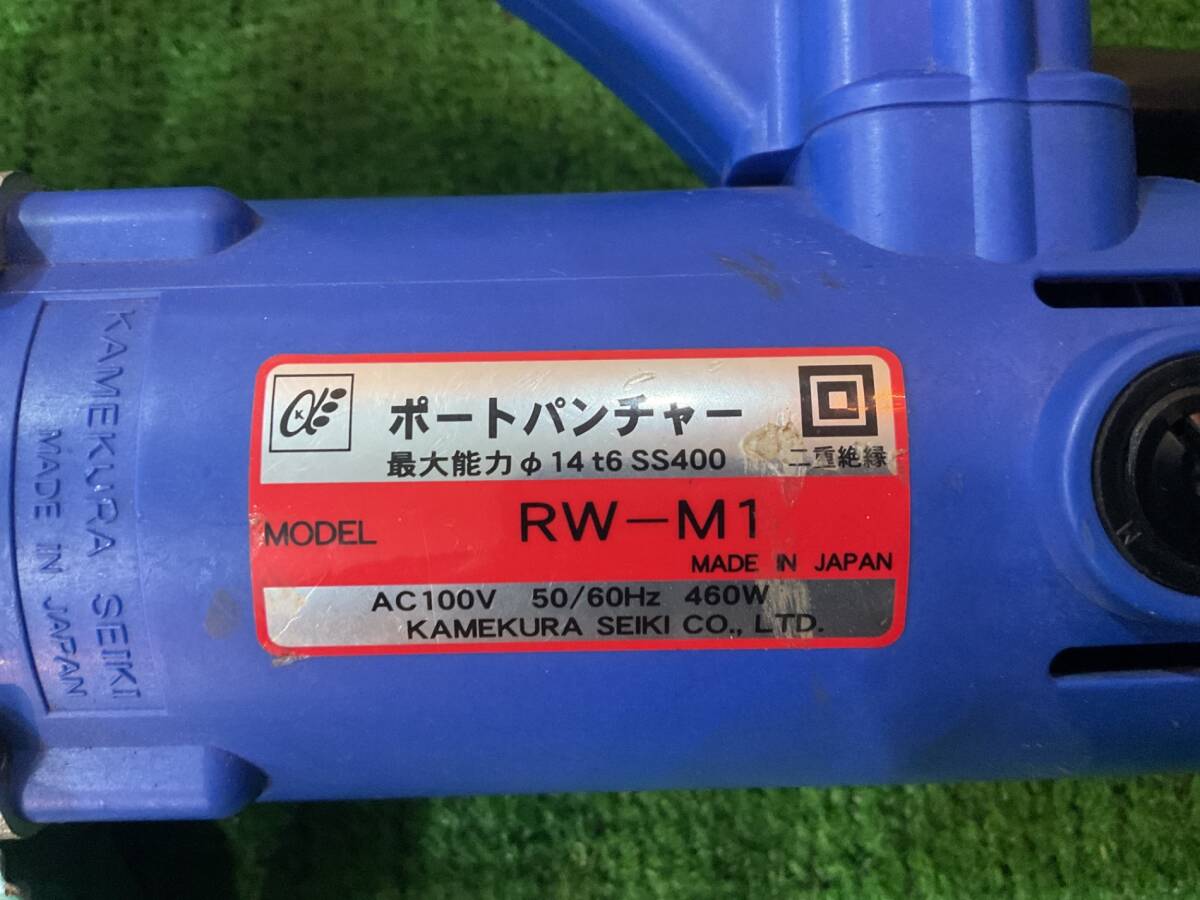 KAMEKURA SEIKI
MADE IN JAPAN
K
ポートパンチャー
最大能力φ14 t6 SS400
二重絶縁
MODEL RW-M1
MADE IN JAPAN
AC100V 50/60Hz 460W
KAMEKURA SEIKI CO., LTD.
M